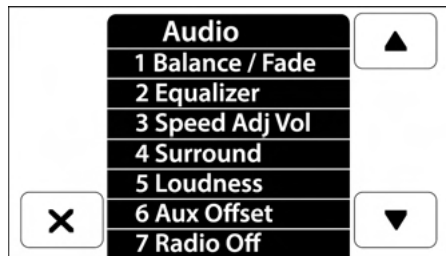 Audio
1 Balance / Fade
2 Equalizer
3 Speed Adj Vol
4 Surround
5 Loudness
6 Aux Offset
7 Radio Off